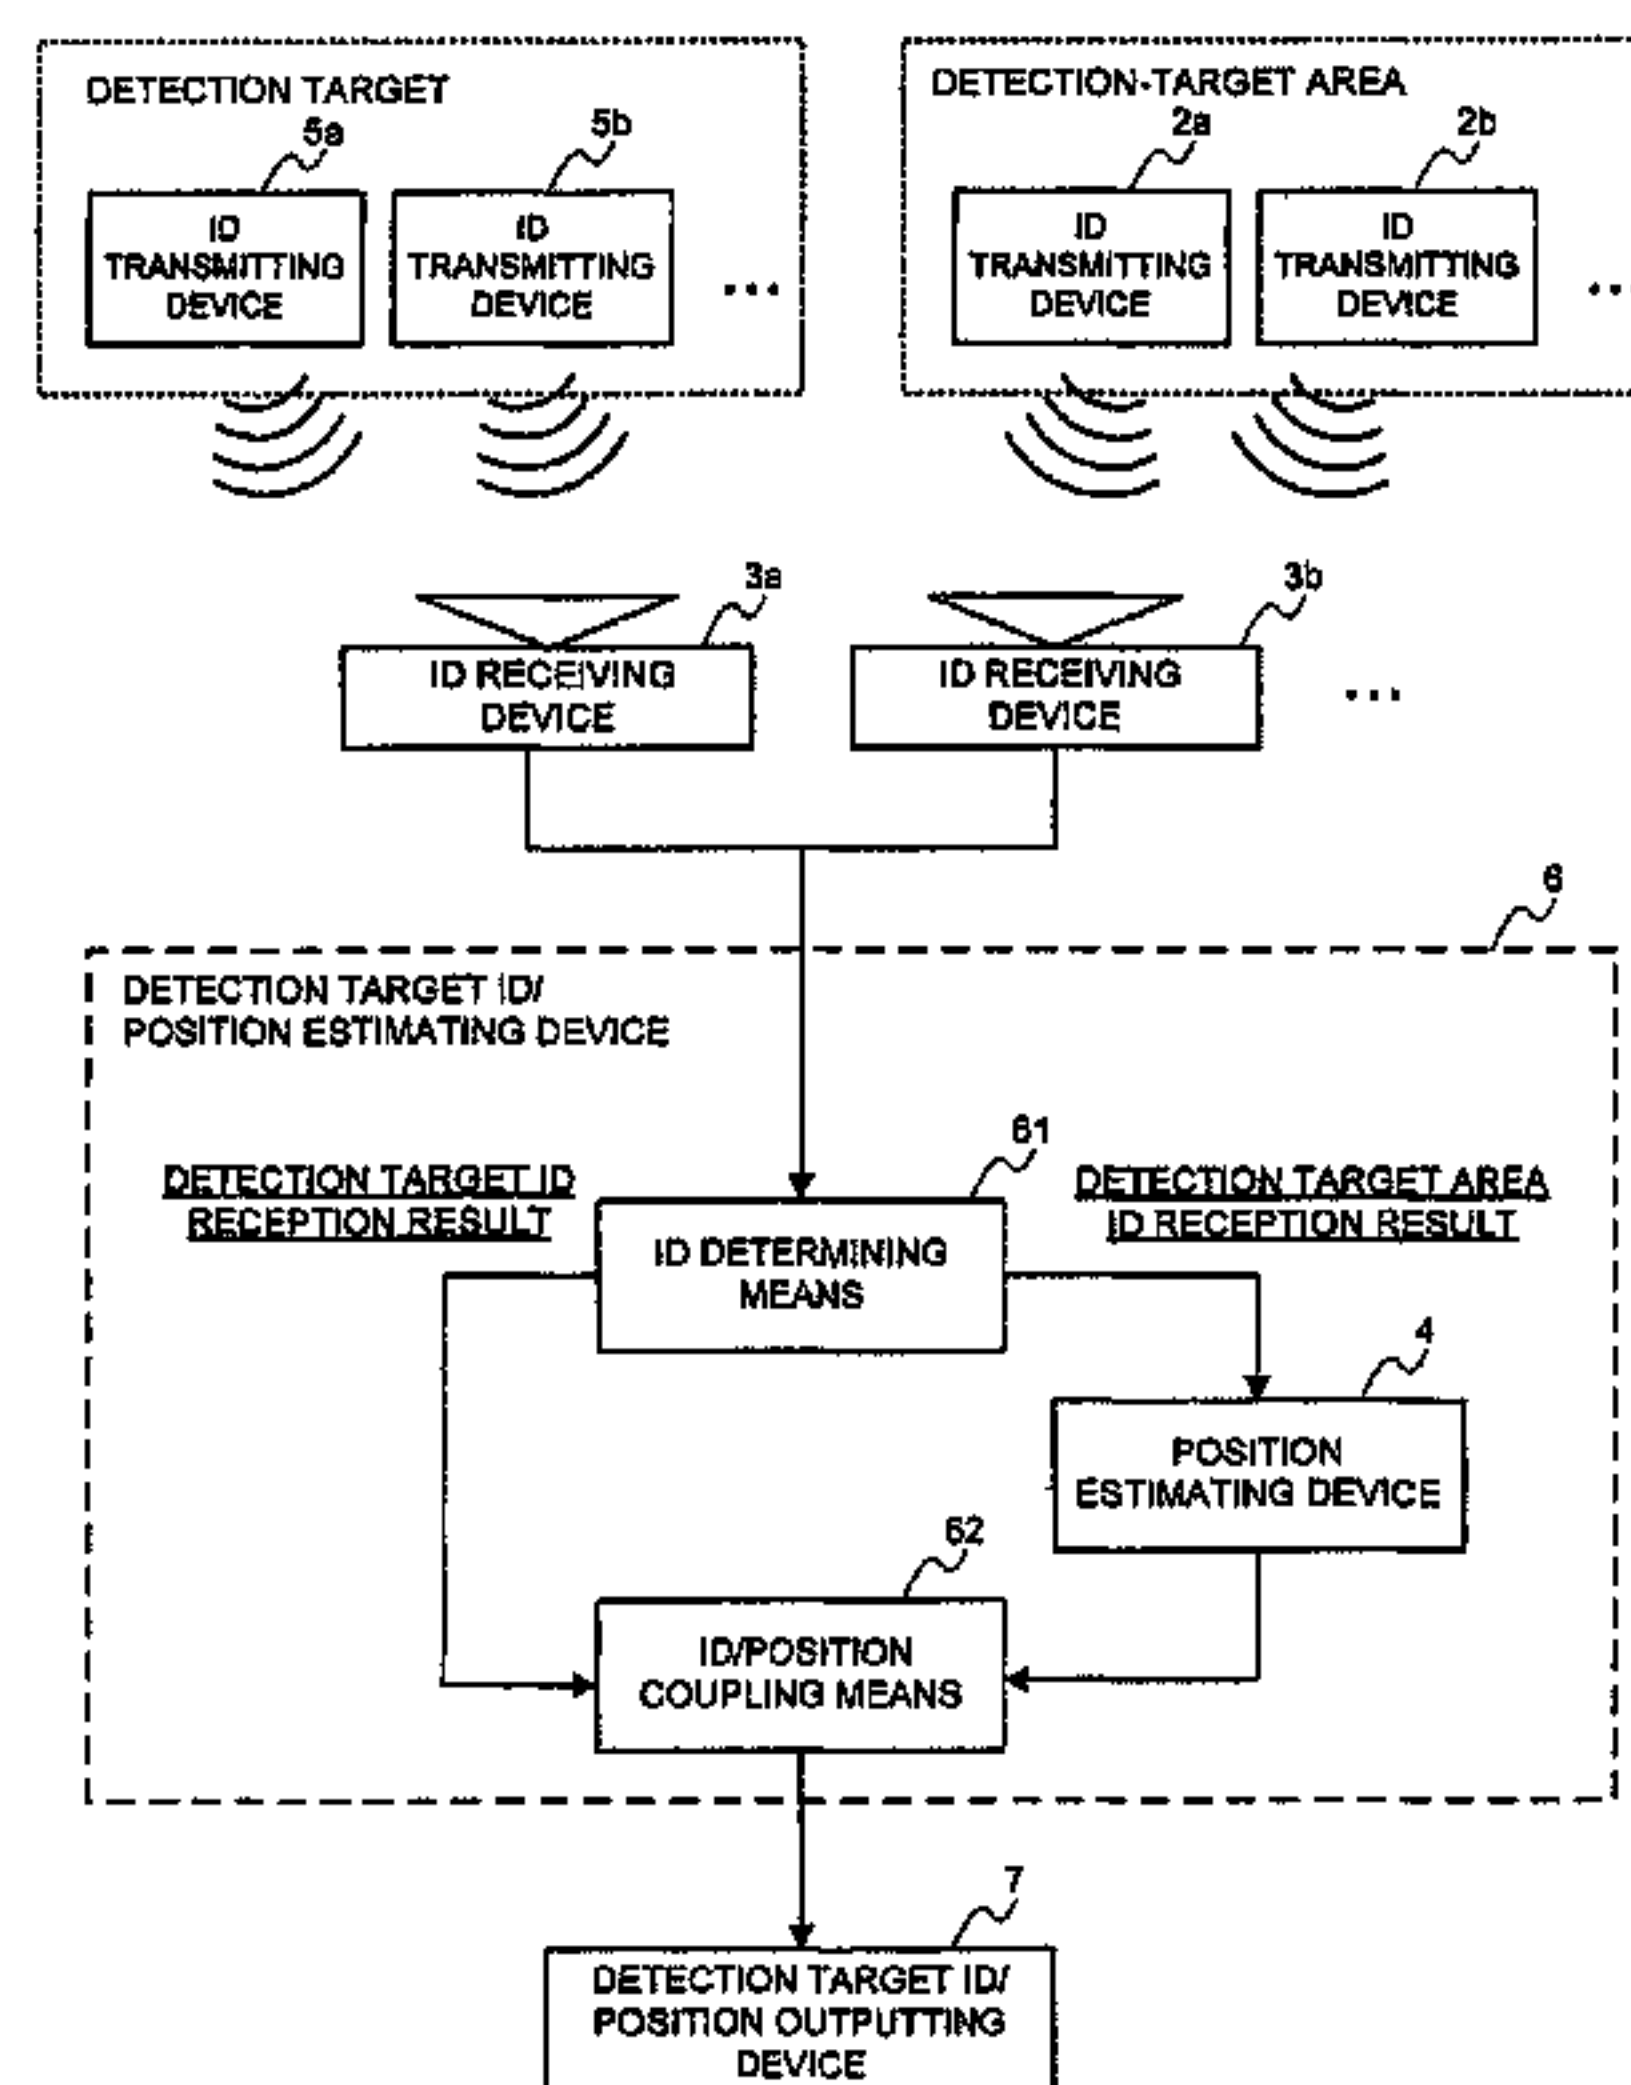 DETECTION TARGET
DETECTION-TARGET AREA
5a
5b
2a
2b
ID
TRANSMITTING
DEVICE
ID
TRANSMITTING
DEVICE
...
ID
TRANSMITTING
DEVICE
ID
TRANSMITTING
DEVICE
...
3a
3b
ID RECEIVING
DEVICE
ID RECEIVING
DEVICE
...
6
DETECTION TARGET ID/
POSITION ESTIMATING DEVICE
61
DETECTION TARGET ID
RECEPTION RESULT
DETECTION TARGET AREA
ID RECEPTION RESULT
ID DETERMINING
MEANS
4
POSITION
ESTIMATING DEVICE
62
ID/POSITION
COUPLING MEANS
7
DETECTION TARGET ID/
POSITION OUTPUTTING
DEVICE